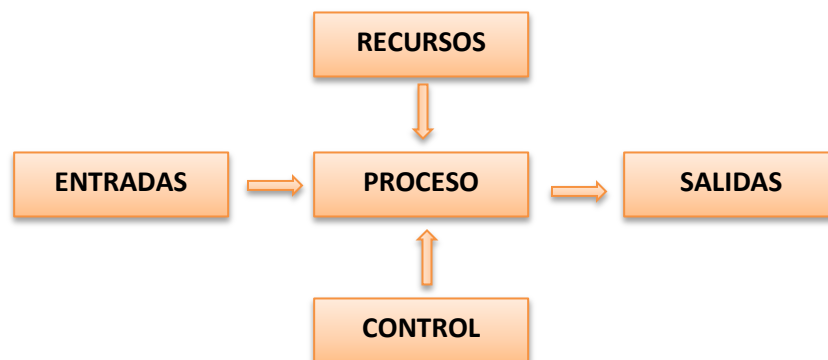 RECURSOS
ENTRADAS
PROCESO
SALIDAS
CONTROL